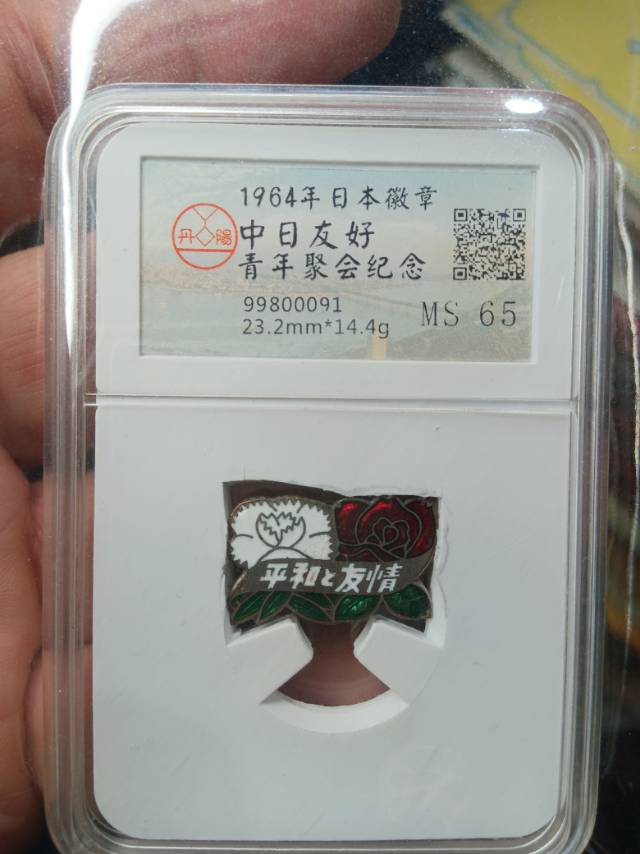 1964年日本徽章
丹陽
中日友好
青年聚会纪念
99800091
23.2mm*14.4g
MS 65
平和と友情